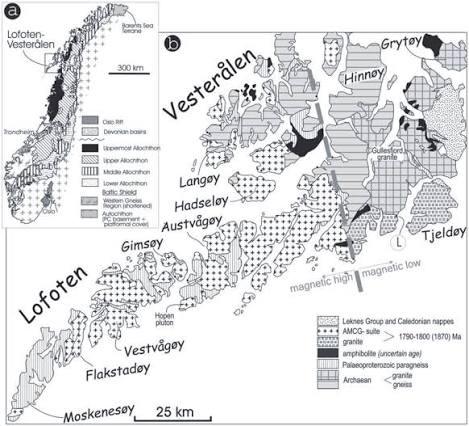 a
Lofoten-
Vesterålen
Barents Sea
Terrane
300 km
Trondheim
Oslo
Oslo Rift
Devonian basins
Uppermost Allochthon
Upper Allochthon
Middle Allochthon
Lower Allochthon
Baltic Shield
Western Gneiss
Region (shortened)
Autochthon
(PC basement +
platformal cover)
b
Vesterålen
Grytøy
Hinnøy
Gullesfjord
granite
Langøy
Hadseløy
Austvågøy
Gimsøy
Tjeldøy
L
magnetic high
magnetic low
Lofoten
Hopen
pluton
Vestvågøy
Flakstadøy
Moskenesøy
25 km
Leknes Group and Caledonian nappes
AMCG- suite
granite
1790-1800 (1870) Ma
amphibolite (uncertain age)
Palaeoproterozoic paragneiss
Archaean
granite
gneiss